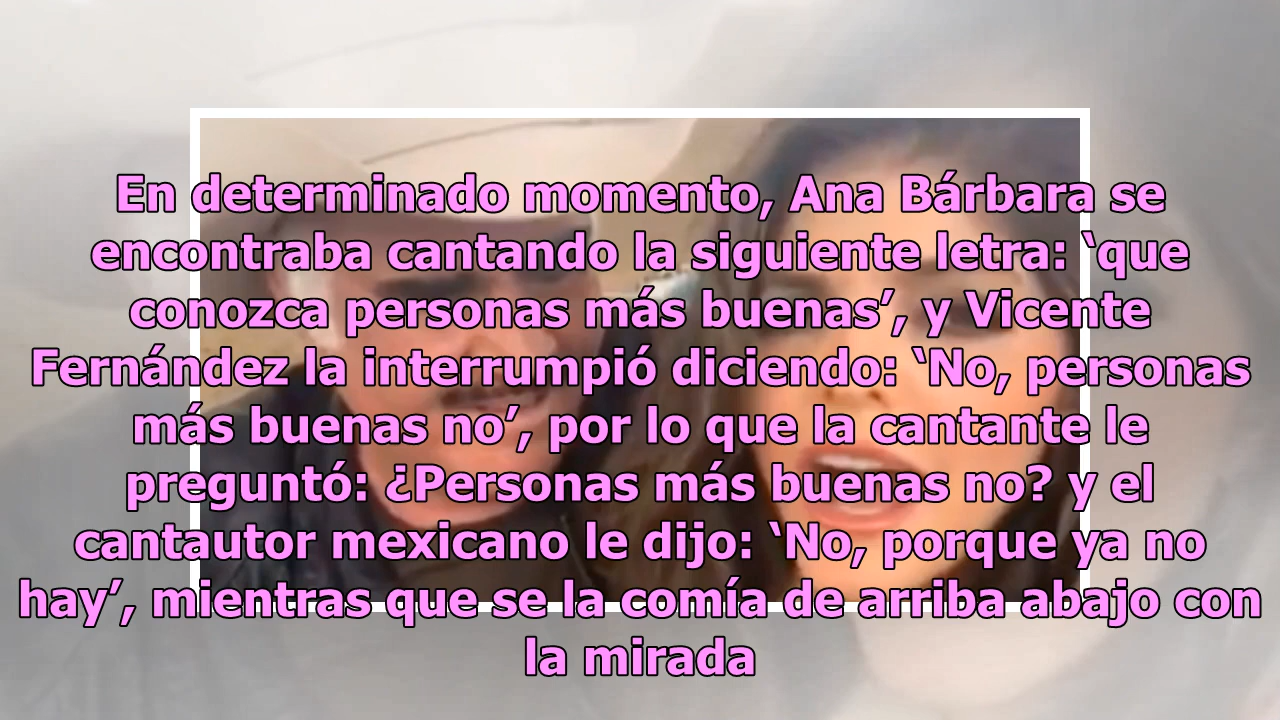 En determinado momento, Ana Bárbara se
encontraba cantando la siguiente letra: ‘que
conozca personas más buenas’, y Vicente
Fernández la interrumpió diciendo: ‘No, personas
más buenas no’, por lo que la cantante le
preguntó: ¿Personas más buenas no? y el
cantautor mexicano le dijo: ‘No, porque ya no
hay’, mientras que se la comía de arriba abajo con
la mirada